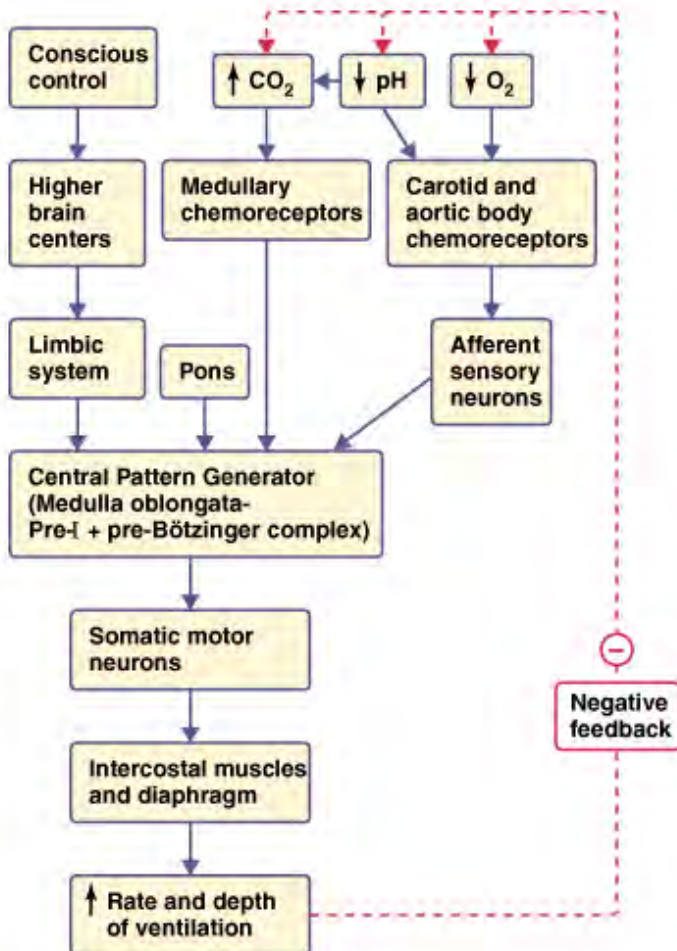 Conscious
control
↑ CO₂
↓ pH
↓ O₂
Higher
brain
centers
Medullary
chemoreceptors
Carotid and
aortic body
chemoreceptors
Limbic
system
Pons
Afferent
sensory
neurons
Central Pattern Generator
(Medulla oblongata-
Pre-I + pre-Bötzinger complex)
Somatic motor
neurons
−
Negative
feedback
Intercostal muscles
and diaphragm
↑ Rate and depth
of ventilation